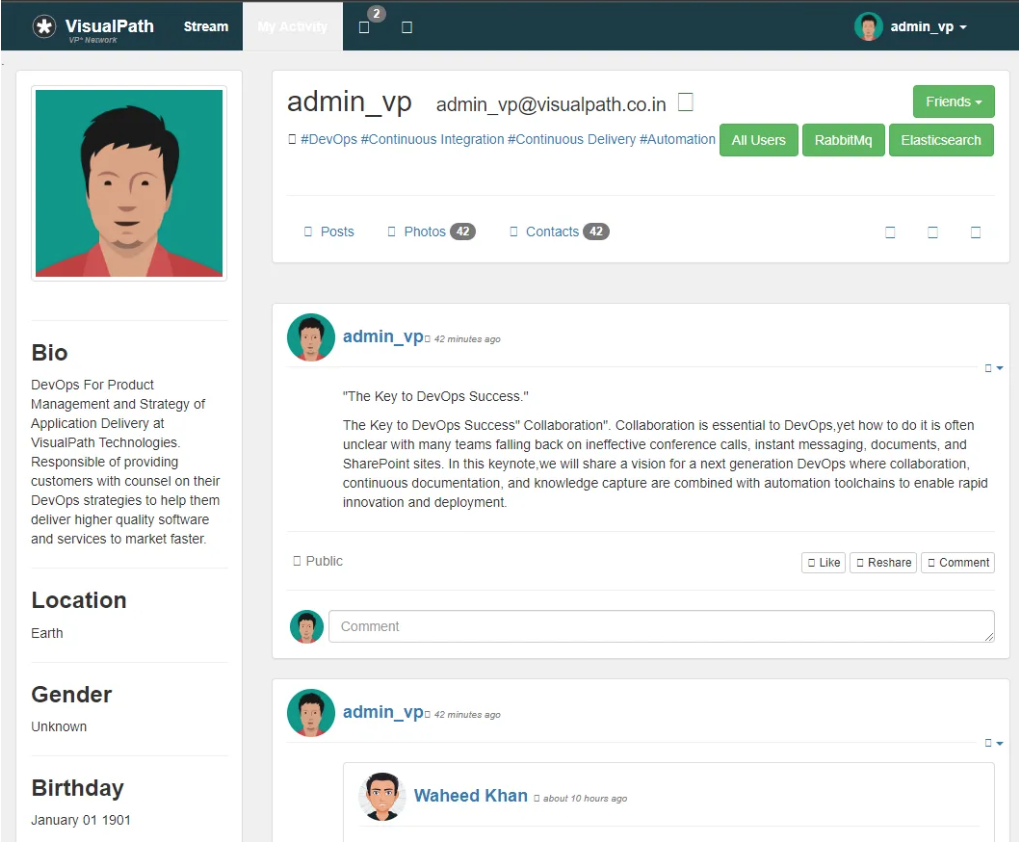 VisualPath
VP* Network
Stream
My Activity
2
admin_vp
admin_vp admin_vp@visualpath.co.in
Friends
#DevOps #Continuous Integration #Continuous Delivery #Automation
All Users
RabbitMq
Elasticsearch
Posts
Photos 42
Contacts 42
Bio
DevOps For Product
Management and Strategy of
Application Delivery at
VisualPath Technologies.
Responsible of providing
customers with counsel on their
DevOps strategies to help them
deliver higher quality software
and services to market faster.
Location
Earth
Gender
Unknown
Birthday
January 01 1901
admin_vp 42 minutes ago
"The Key to DevOps Success."
The Key to DevOps Success" Collaboration". Collaboration is essential to DevOps,yet how to do it is often
unclear with many teams falling back on ineffective conference calls, instant messaging, documents, and
SharePoint sites. In this keynote,we will share a vision for a next generation DevOps where collaboration,
continuous documentation, and knowledge capture are combined with automation toolchains to enable rapid
innovation and deployment.
Public
Like
Reshare
Comment
Comment
admin_vp 42 minutes ago
Waheed Khan about 10 hours ago